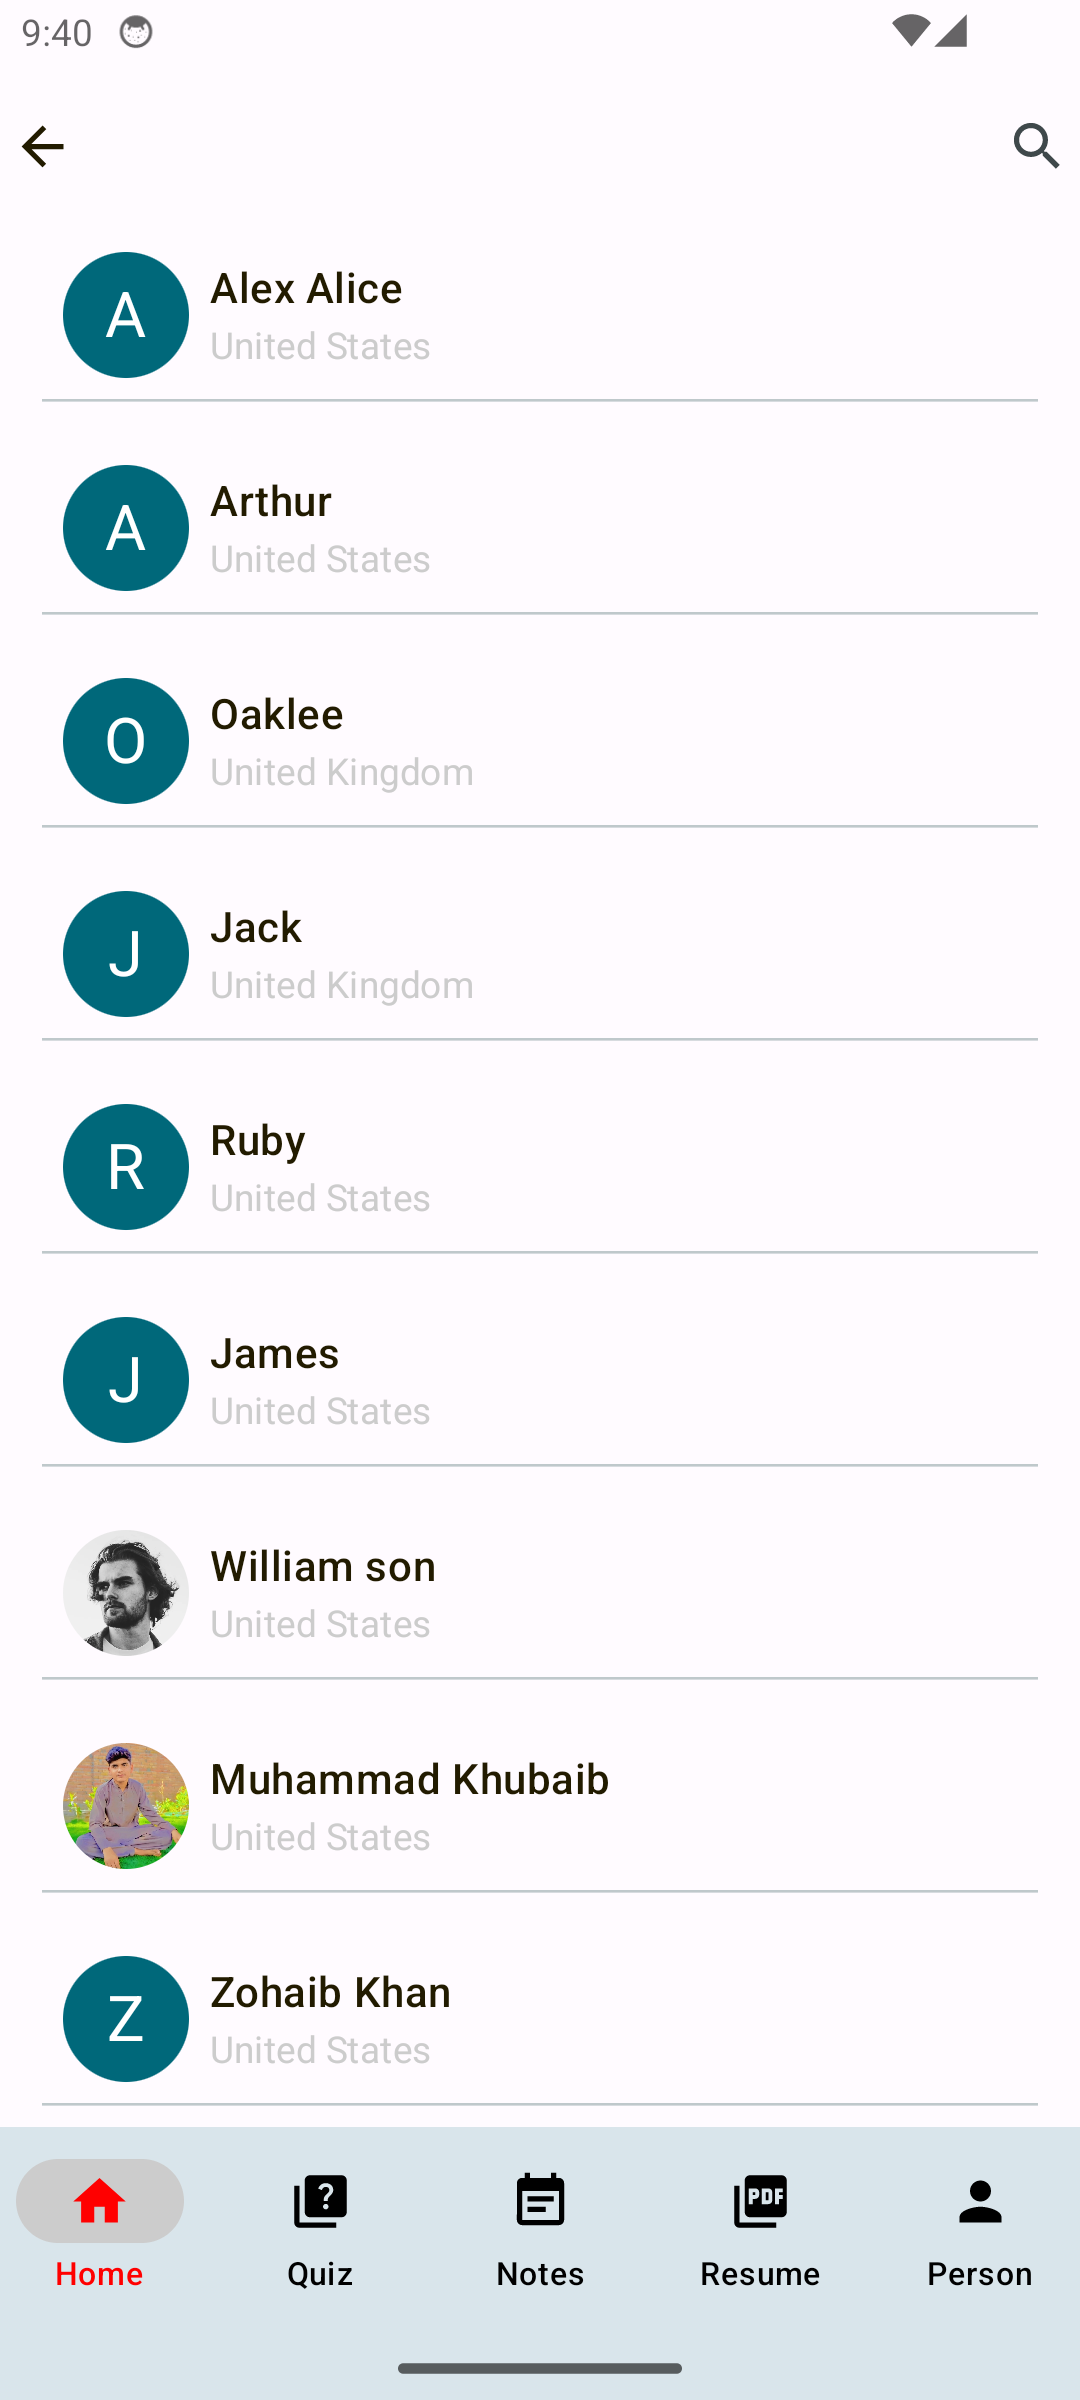 9:40
A
Alex Alice
United States
A
Arthur
United States
O
Oaklee
United Kingdom
J
Jack
United Kingdom
R
Ruby
United States
J
James
United States
William son
United States
Muhammad Khubaib
United States
Z
Zohaib Khan
United States
?
PDF
Home
Quiz
Notes
Resume
Person